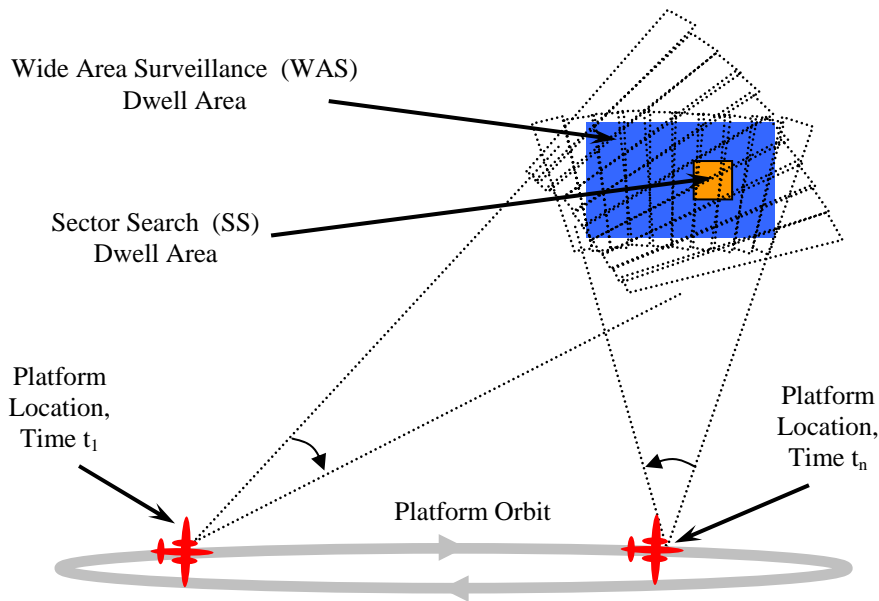 Wide Area Surveillance (WAS)
Dwell Area
Sector Search (SS)
Dwell Area
Platform
Location,
Time t1
Platform
Location,
Time tn
Platform Orbit